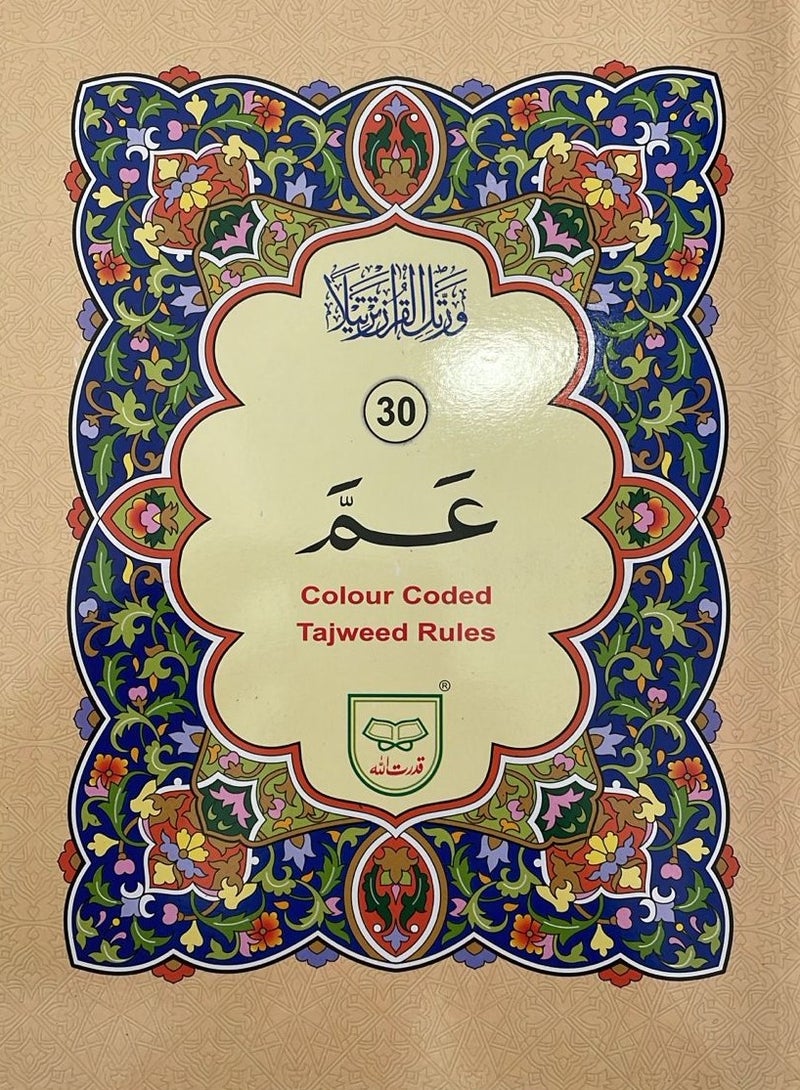 وَرَتِّلِ الْقُرْاٰنَ تَرْتِيْلًا
30
عَمَّ
Colour Coded
Tajweed Rules
®
قدرت الله